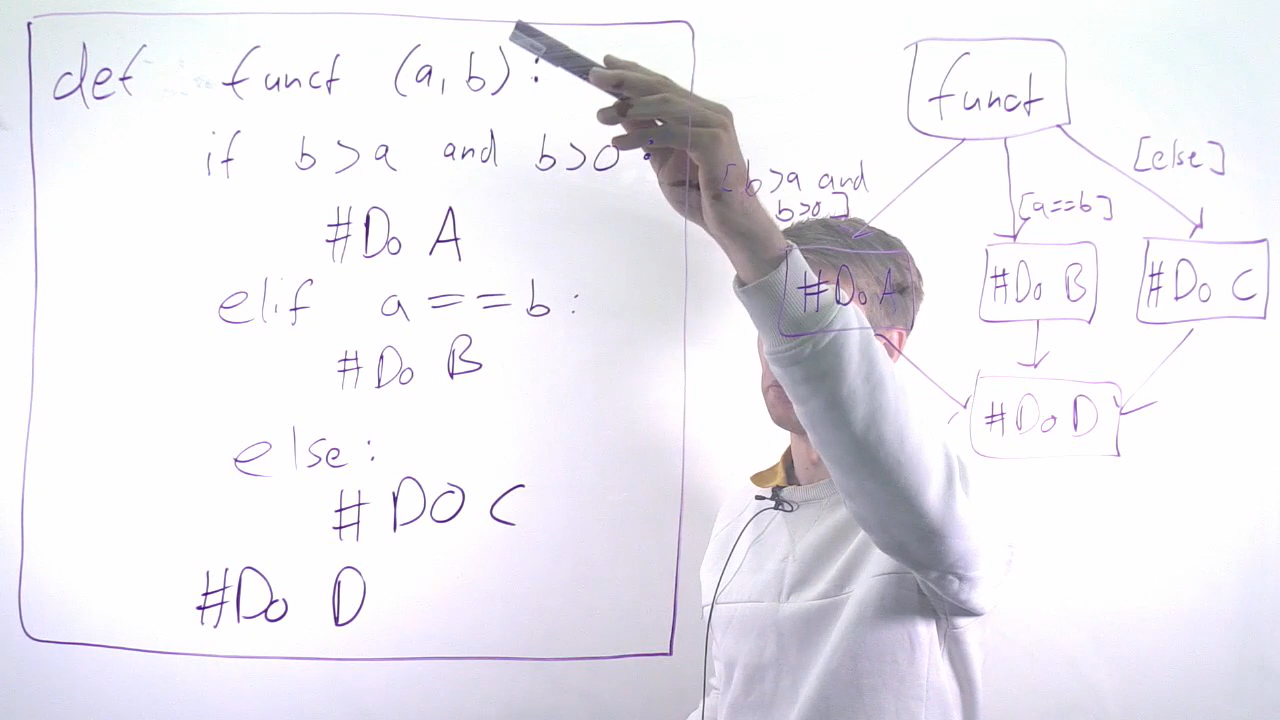 def funct (a,b):
if b>a and b>0:
#Do A
elif a==b:
#Do B
else:
#DO C
#Do D
funct
[b>a and
b>0]
[a==b]
[else]
#Do A
#Do B
#Do C
#Do D